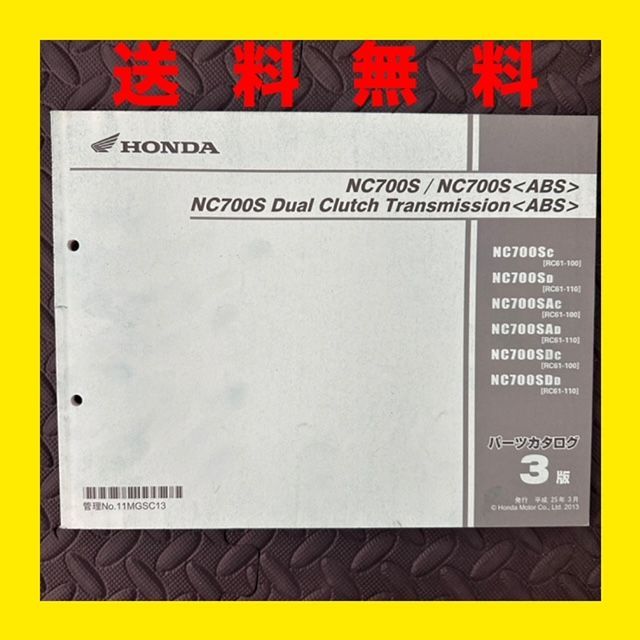 送料無料
HONDA
NC700S / NC700S<ABS>
NC700S Dual Clutch Transmission<ABS>
NC700SC
[RC61-100]
NC700SD
[RC61-110]
NC700SAC
[RC61-100]
NC700SAD
[RC61-110]
NC700SDC
[RC61-100]
NC700SDD
[RC61-110]
パーツカタログ
3版
発行 平成 25年 3月
© Honda Motor Co., Ltd. 2013
管理No.11MGSC13